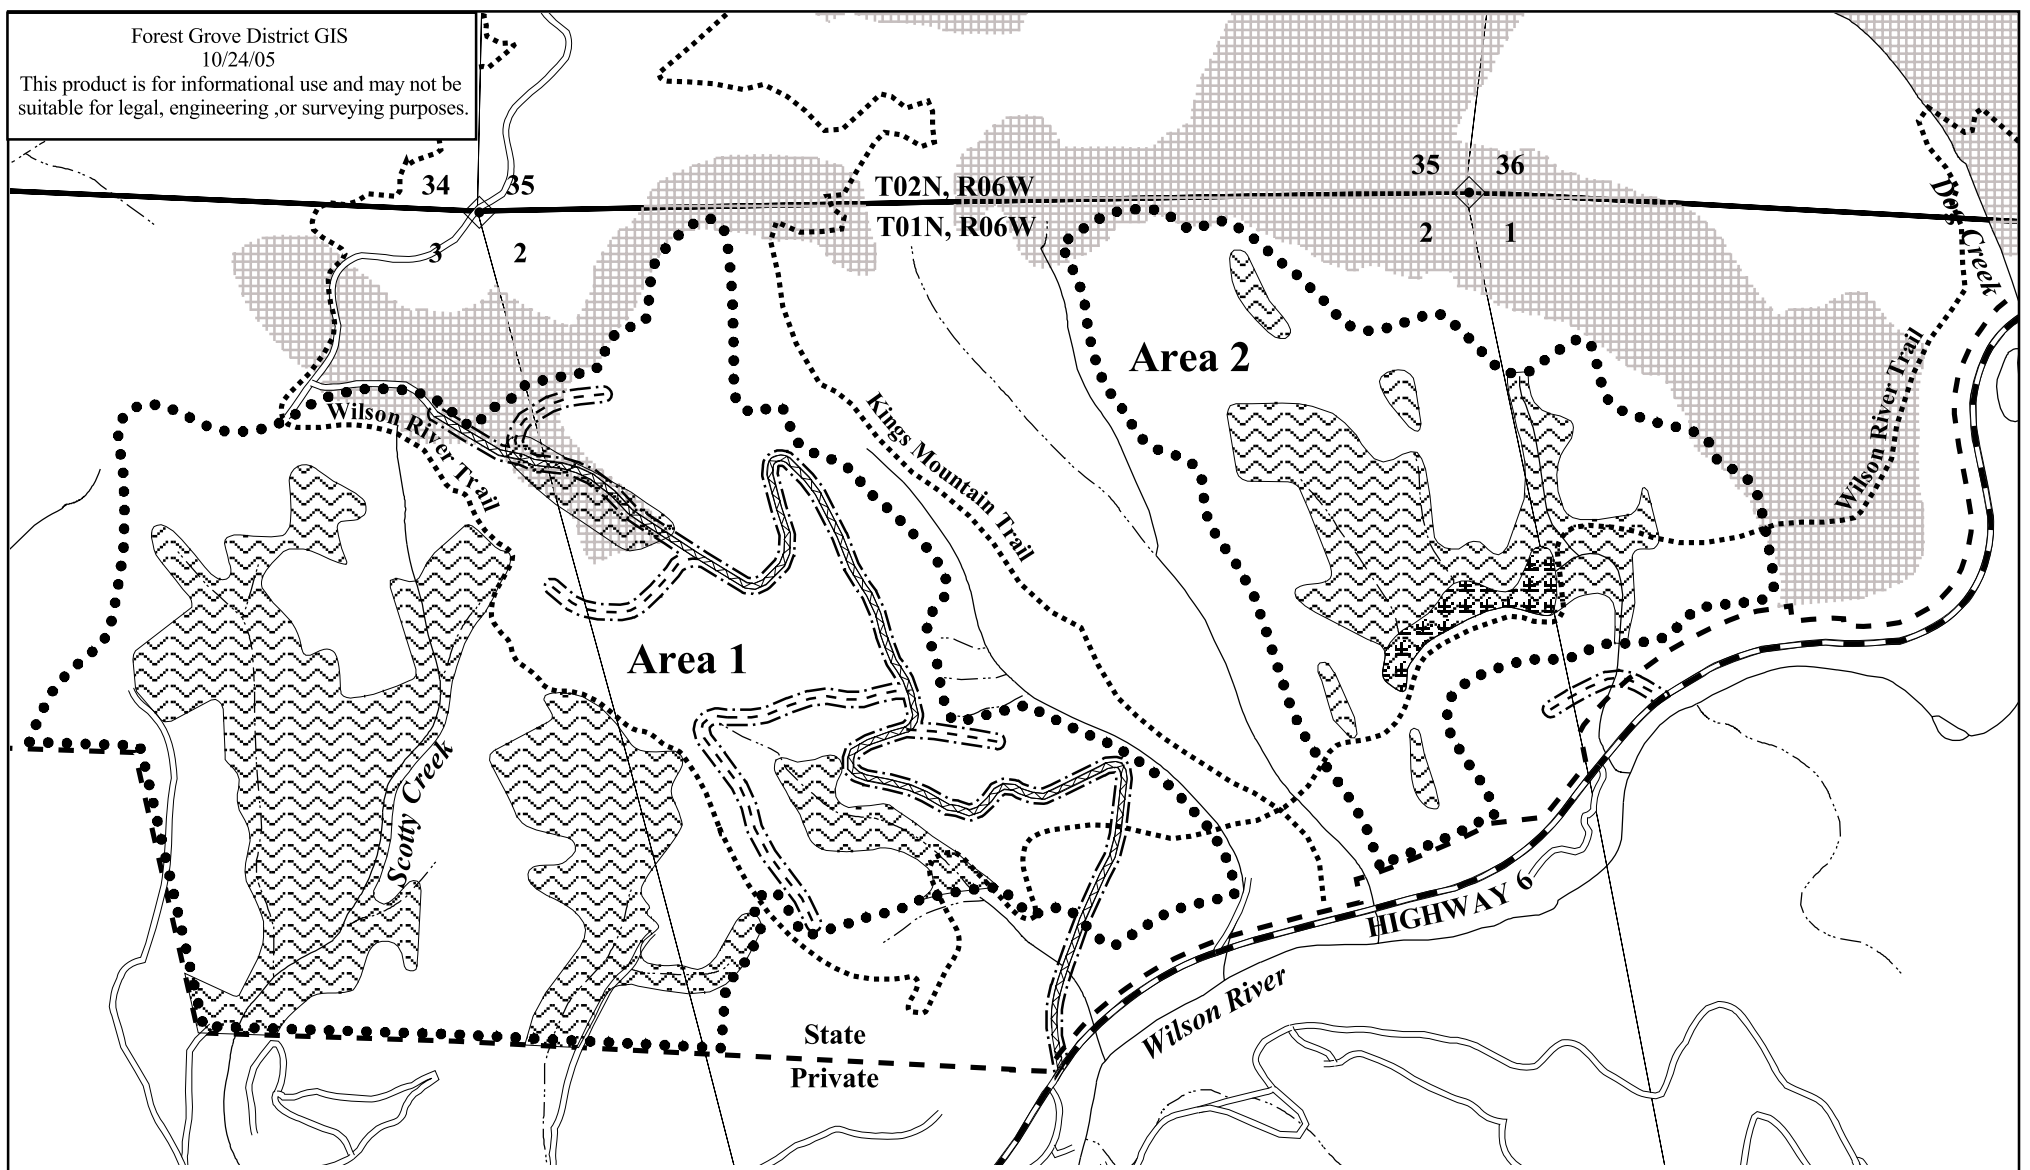 Forest Grove District GIS
10/24/05
This product is for informational use and may not be
suitable for legal, engineering ,or surveying purposes.
34 35
35 36
T02N, R06W
T01N, R06W
3 2
2 1
Dog Creek
Area 2
Wilson River Trail
Kings Mountain Trail
Wilson River Trail
Area 1
Scotty Creek
HIGHWAY 6
Wilson River
State
Private